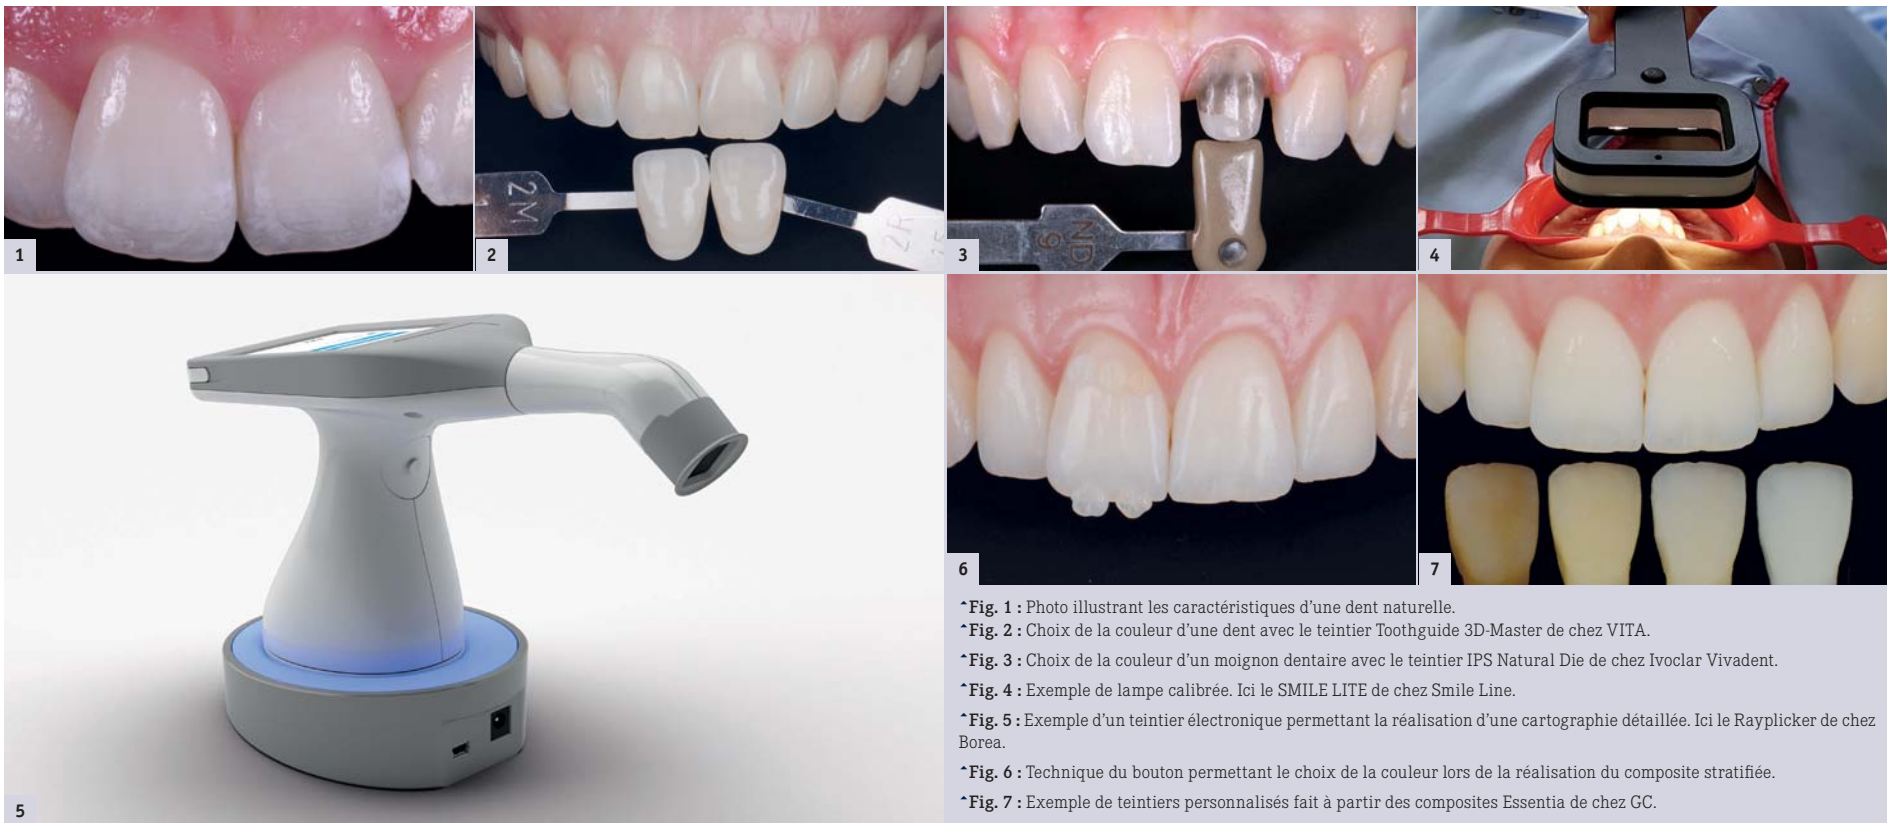 1
2M
2R
2
ND
9
3
4
5
6
7
Fig. 1 : Photo illustrant les caractéristiques d’une dent naturelle.
Fig. 2 : Choix de la couleur d’une dent avec le teintier Toothguide 3D-Master de chez VITA.
Fig. 3 : Choix de la couleur d’un moignon dentaire avec le teintier IPS Natural Die de chez Ivoclar Vivadent.
Fig. 4 : Exemple de lampe calibrée. Ici le SMILE LITE de chez Smile Line.
Fig. 5 : Exemple d’un teintier électronique permettant la réalisation d’une cartographie détaillée. Ici le Rayplicker de chez
Borea.
Fig. 6 : Technique du bouton permettant le choix de la couleur lors de la réalisation du composite stratifiée.
Fig. 7 : Exemple de teintiers personnalisés fait à partir des composites Essentia de chez GC.